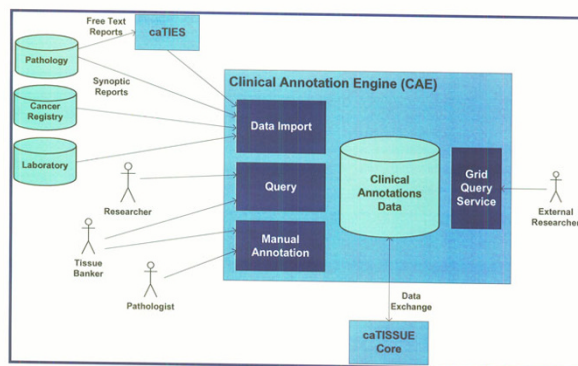 Free Text
Reports
caTIES
Pathology
Synoptic
Reports
Cancer
Registry
Laboratory
Clinical Annotation Engine (CAE)
Data Import
Query
Manual
Annotation
Clinical
Annotations
Data
Grid
Query
Service
Researcher
Tissue
Banker
Pathologist
External
Researcher
Data
Exchange
caTISSUE
Core